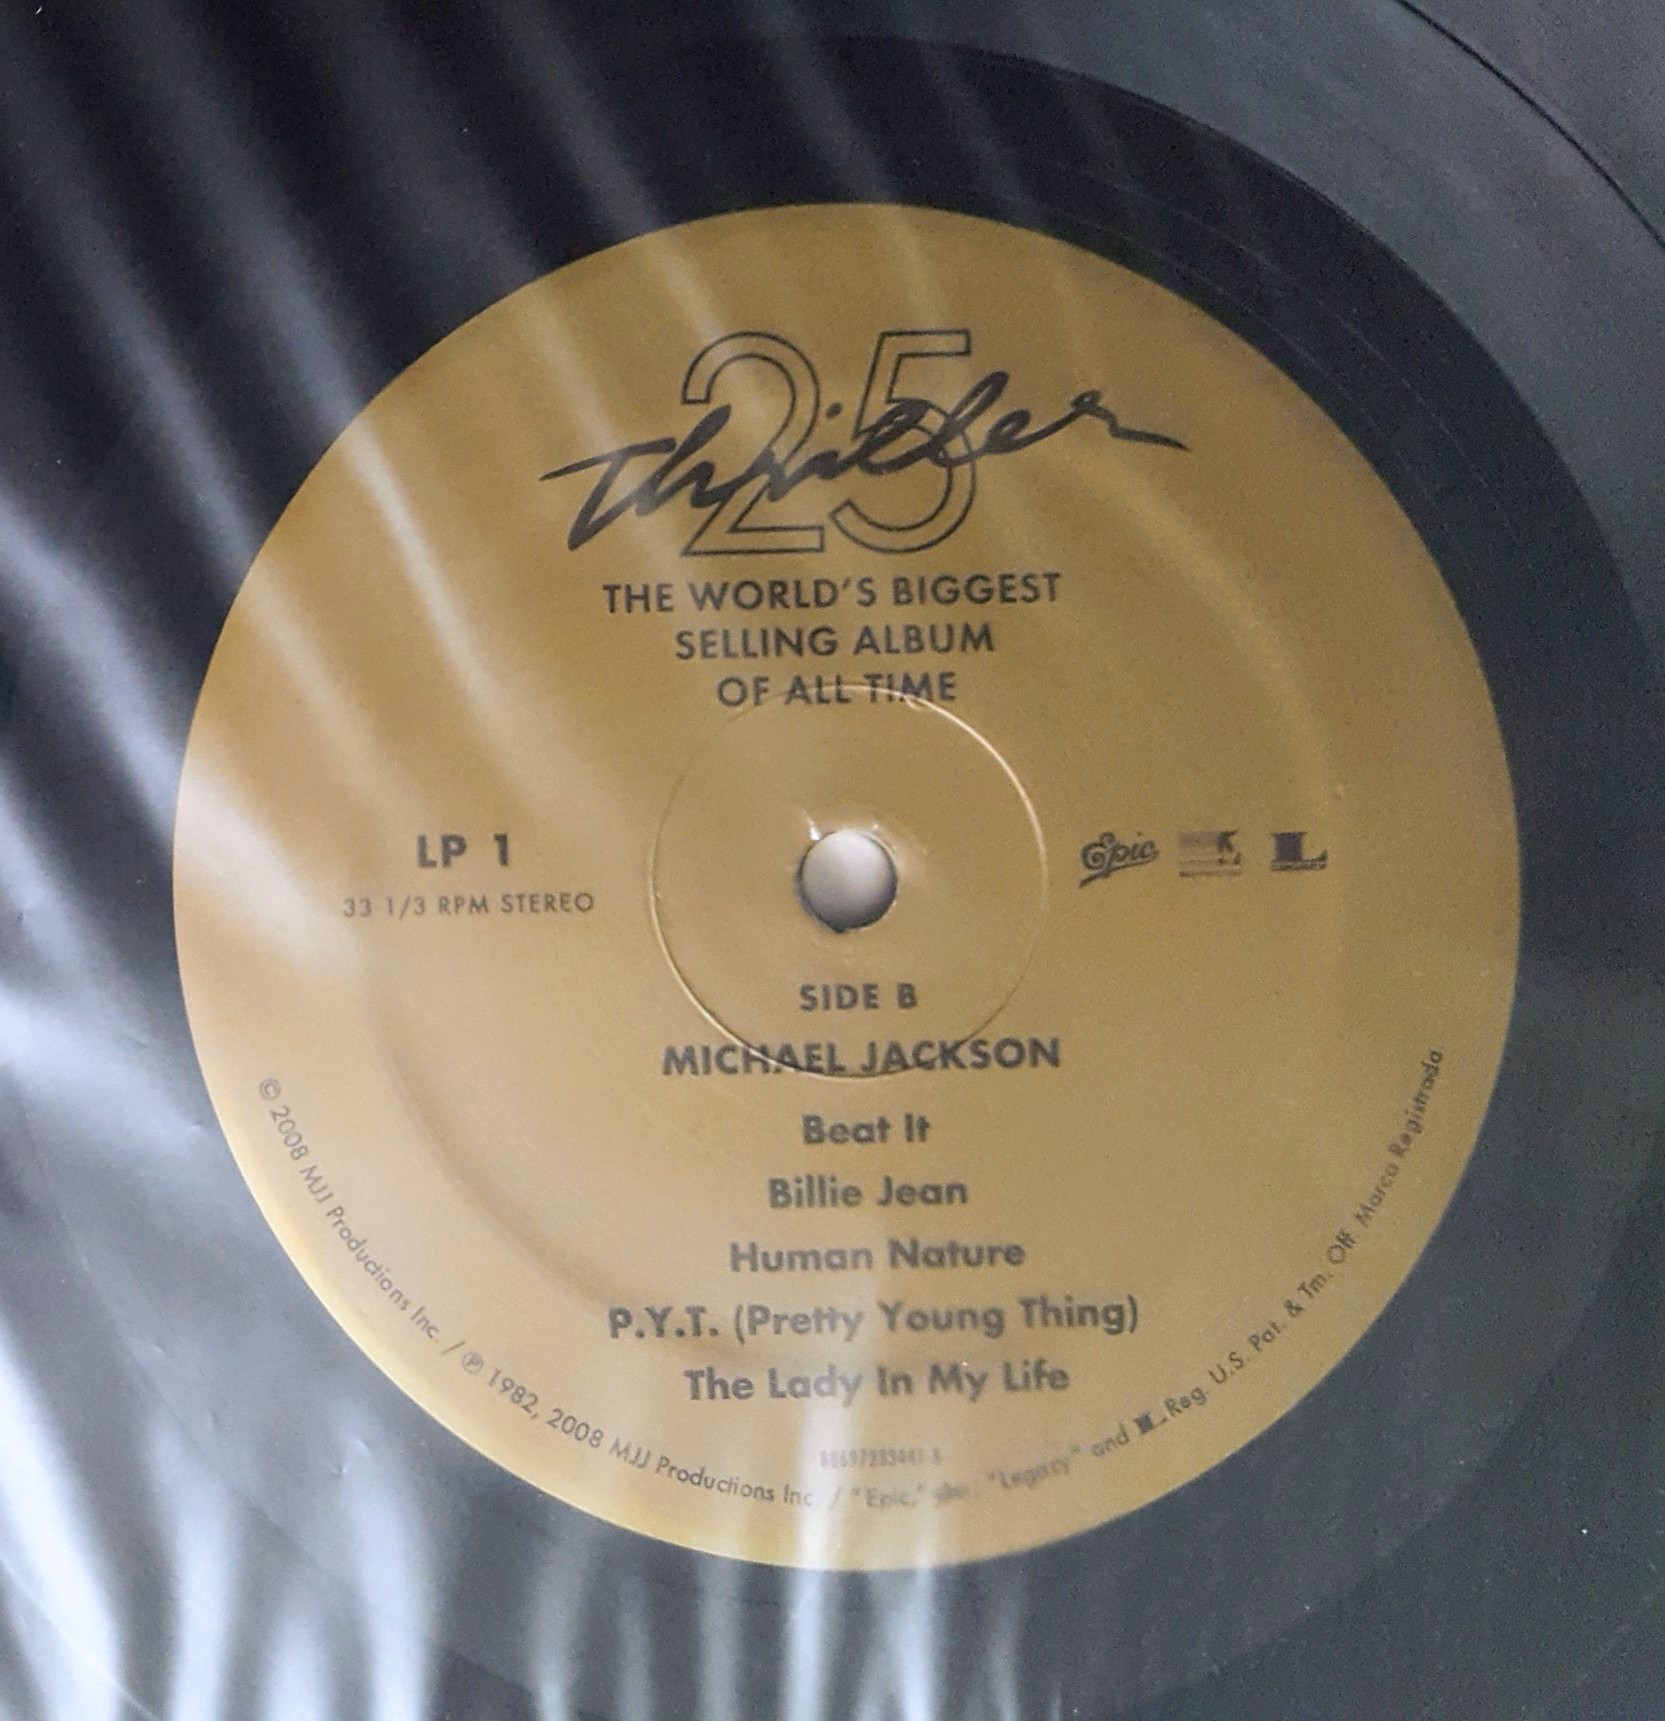 25
Thriller
THE WORLD'S BIGGEST
SELLING ALBUM
OF ALL TIME
LP 1
33 1/3 RPM STEREO
Epic
L
SIDE B
MICHAEL JACKSON
Beat It
Billie Jean
Human Nature
P.Y.T. (Pretty Young Thing)
The Lady In My Life
© 2008 MJJ Productions Inc. / ℗ 1982, 2008 MJJ Productions Inc. / "Epic," "Legacy" and L Reg. U.S. Pat. & Tm. Off. Marca Registrada.